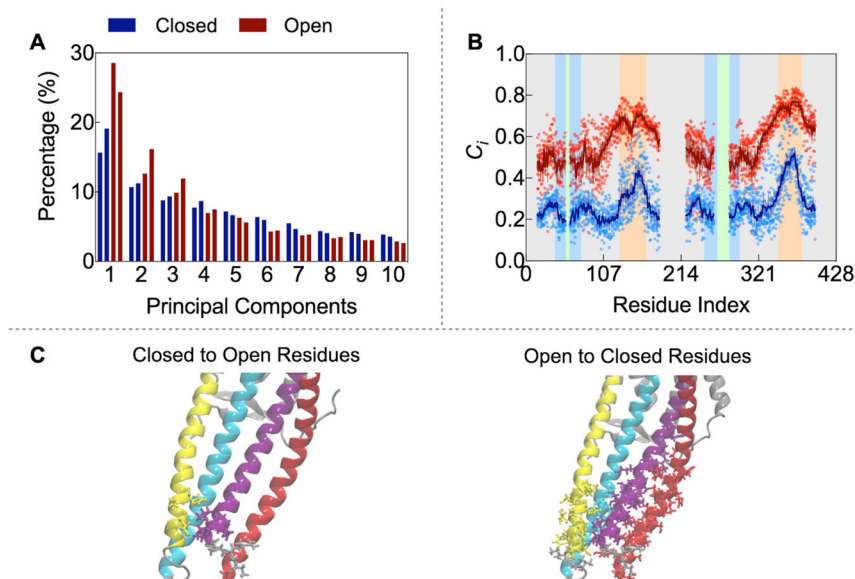 Closed Open
A
30
20
10
0
Percentage (%)
1 2 3 4 5 6 7 8 9 10
Principal Components
B
1.0
0.8
0.6
0.4
0.2
0.0
Ci
0 107 214 321 428
Residue Index
C
Closed to Open Residues
Open to Closed Residues